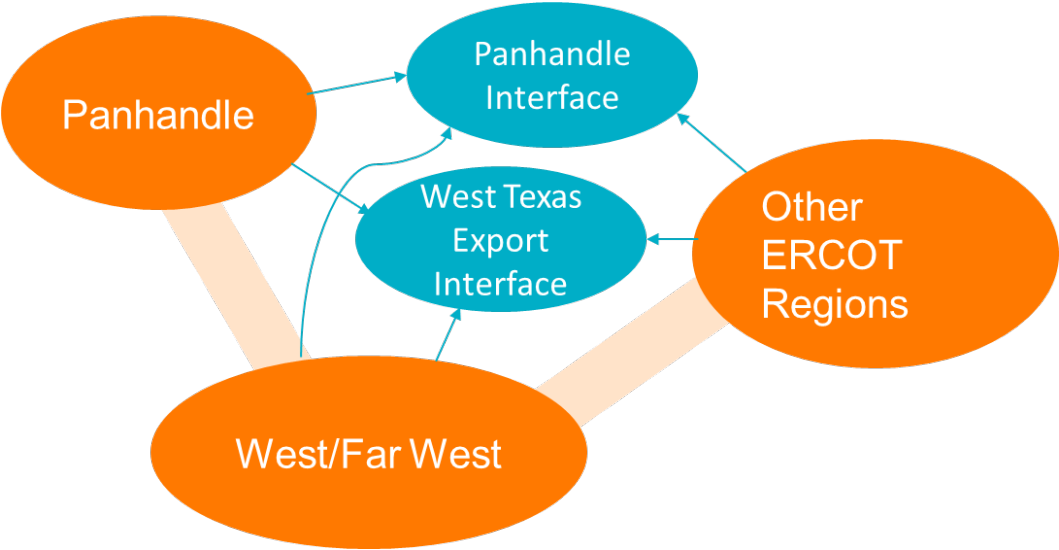 Panhandle
Interface
Panhandle
West Texas
Export
Interface
Other
ERCOT
Regions
West/Far West